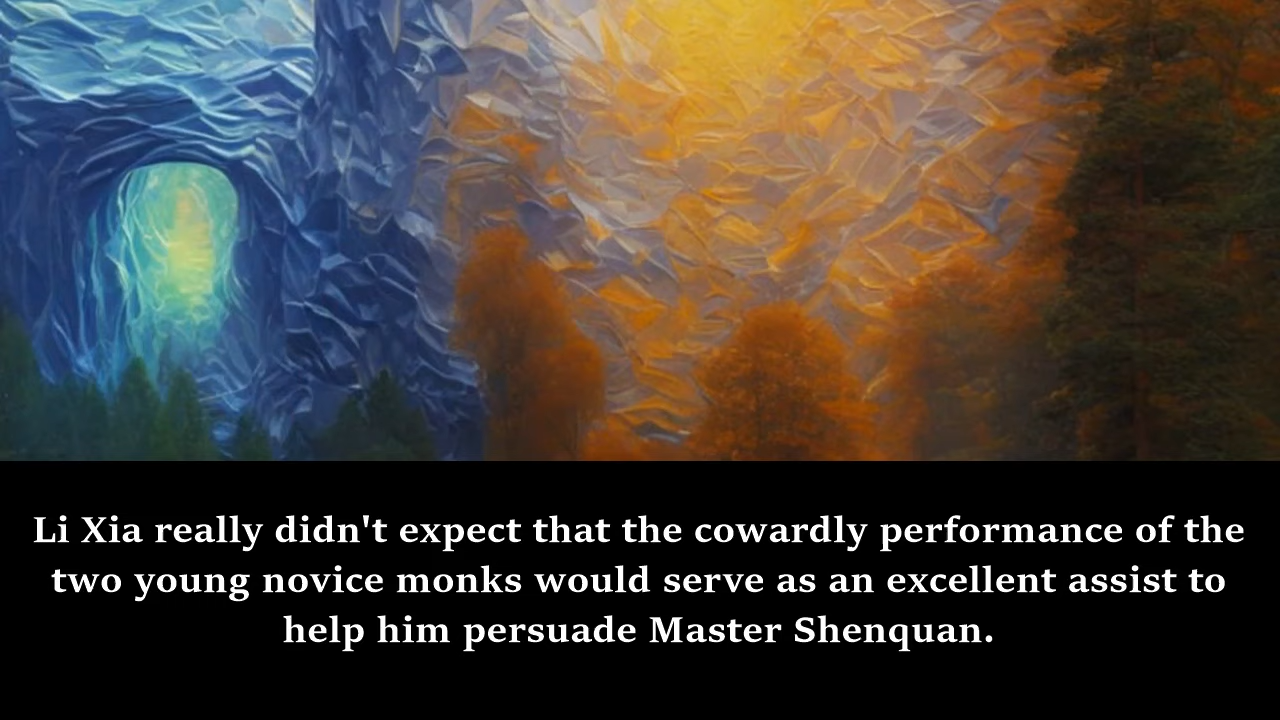 Li Xia really didn't expect that the cowardly performance of the
two young novice monks would serve as an excellent assist to
help him persuade Master Shenquan.